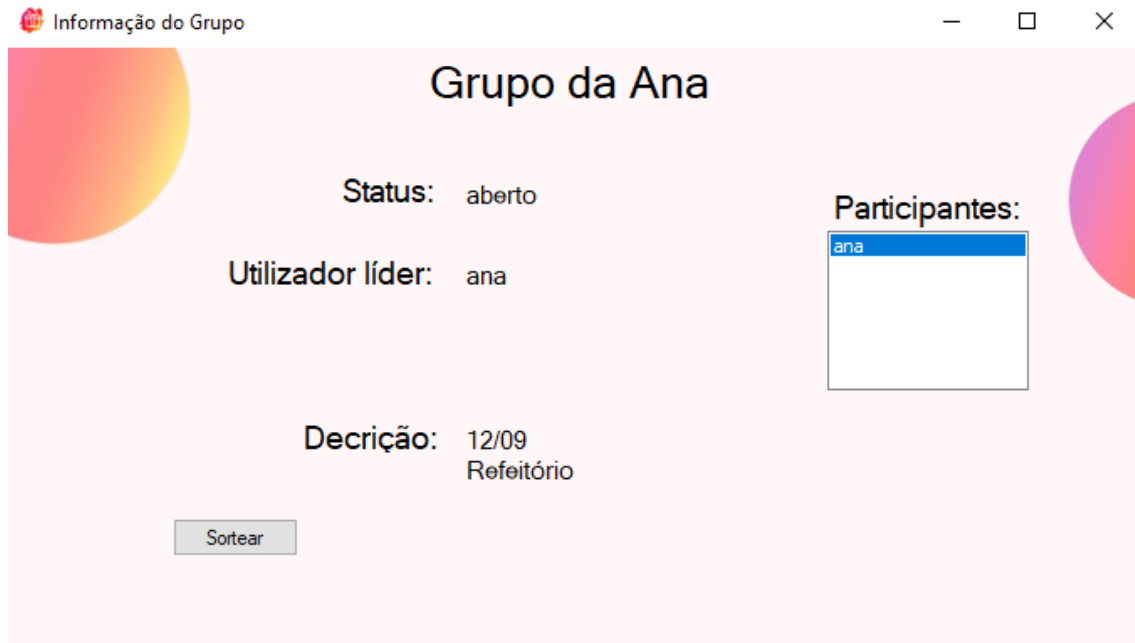 Informação do Grupo
Grupo da Ana
Status: aberto
Participantes:
ana
Utilizador líder: ana
Decrição: 12/09
Refeitório
Sortear